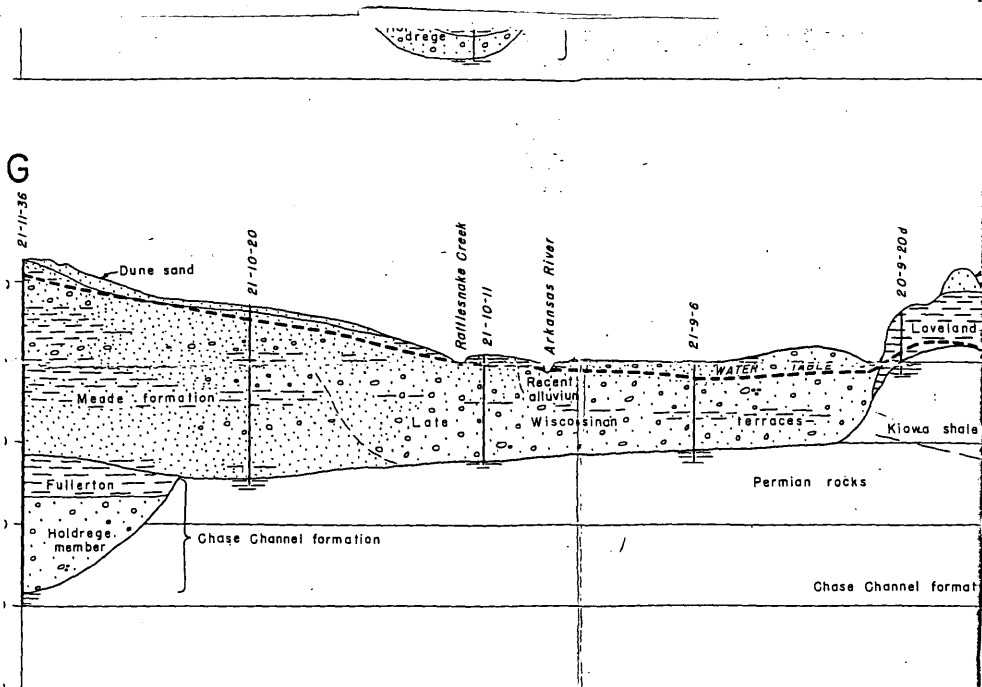 drege
G
21-11-36
Dune sand
21-10-20
Ratllesnake Creek
21-10-11
Arkansas River
21-9-6
20-9-20d
Loveland
WATER TABLE
Recent
alluvium
Meade formation
Late Wisconsinan terraces
Kiowa shale
Fullerton
Permian rocks
Holdrege
member
Chase Channel formation
Chase Channel format